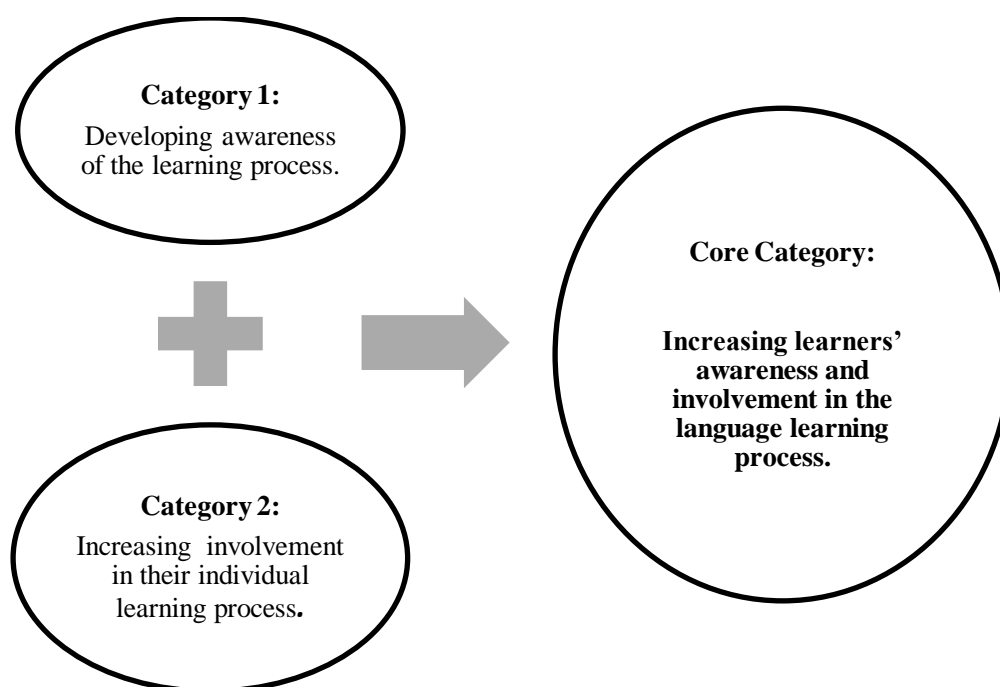 Category 1:
Developing awareness
of the learning process.
Category 2:
Increasing involvement
in their individual
learning process.
Core Category:
Increasing learners’
awareness and
involvement in the
language learning
process.